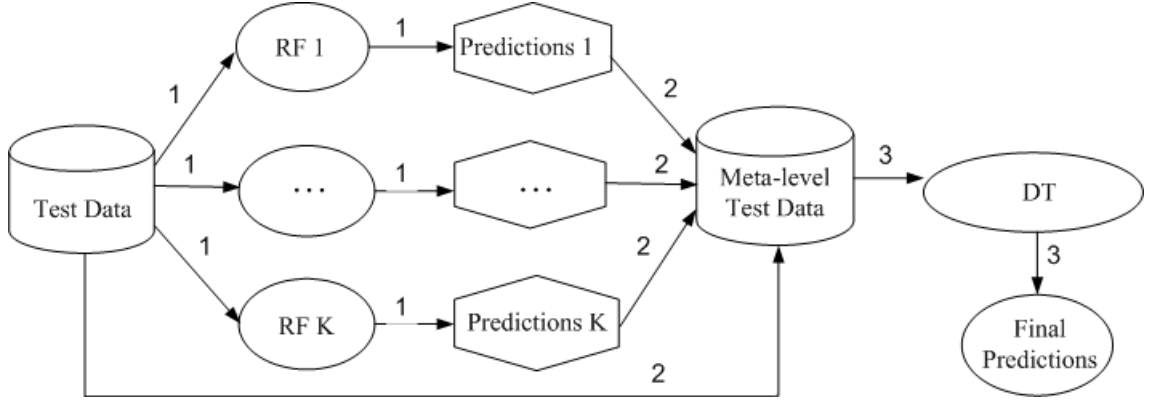 1
RF 1
1
Predictions 1
2
1
Test Data
1
...
1
...
2
Meta-level
Test Data
3
DT
1
RF K
1
Predictions K
2
3
Final
Predictions
2